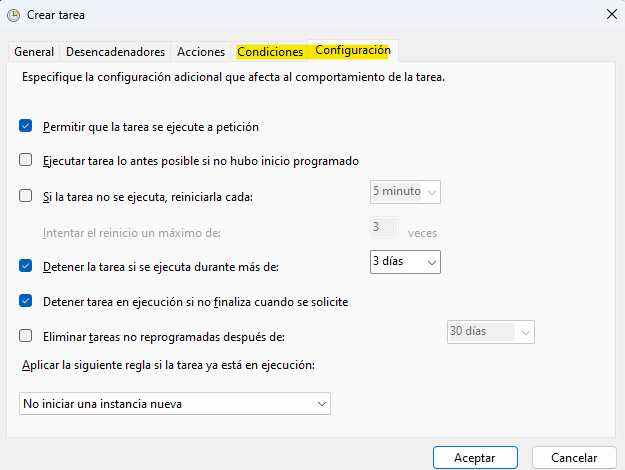 Crear tarea
General Desencadenadores Acciones Condiciones Configuración
Especifique la configuración adicional que afecta al comportamiento de la tarea.
Permitir que la tarea se ejecute a petición
Ejecutar tarea lo antes posible si no hubo inicio programado
Si la tarea no se ejecuta, reiniciarla cada: 5 minuto
Intentar el reinicio un máximo de: 3 veces
Detener la tarea si se ejecuta durante más de: 3 días
Detener tarea en ejecución si no finaliza cuando se solicite
Eliminar tareas no reprogramadas después de: 30 días
Aplicar la siguiente regla si la tarea ya está en ejecución:
No iniciar una instancia nueva
Aceptar Cancelar